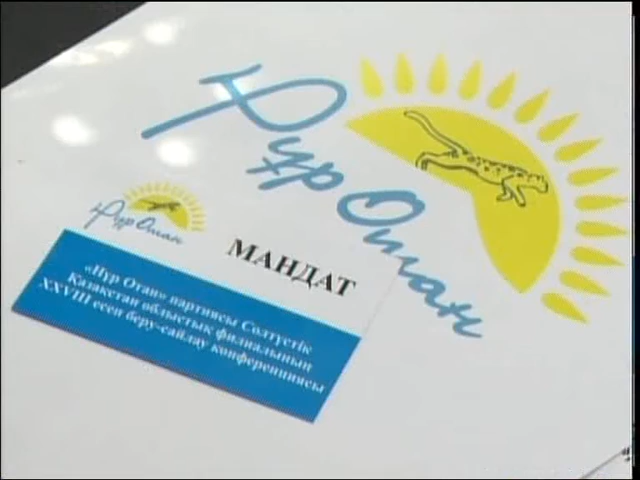 Нұр Отан
Нұр Отан
МАНДАТ
«Нұр Отан» партиясы Солтүстік
Қазақстан облыстық филиалының
XXVIII есеп беру-сайлау конференциясы